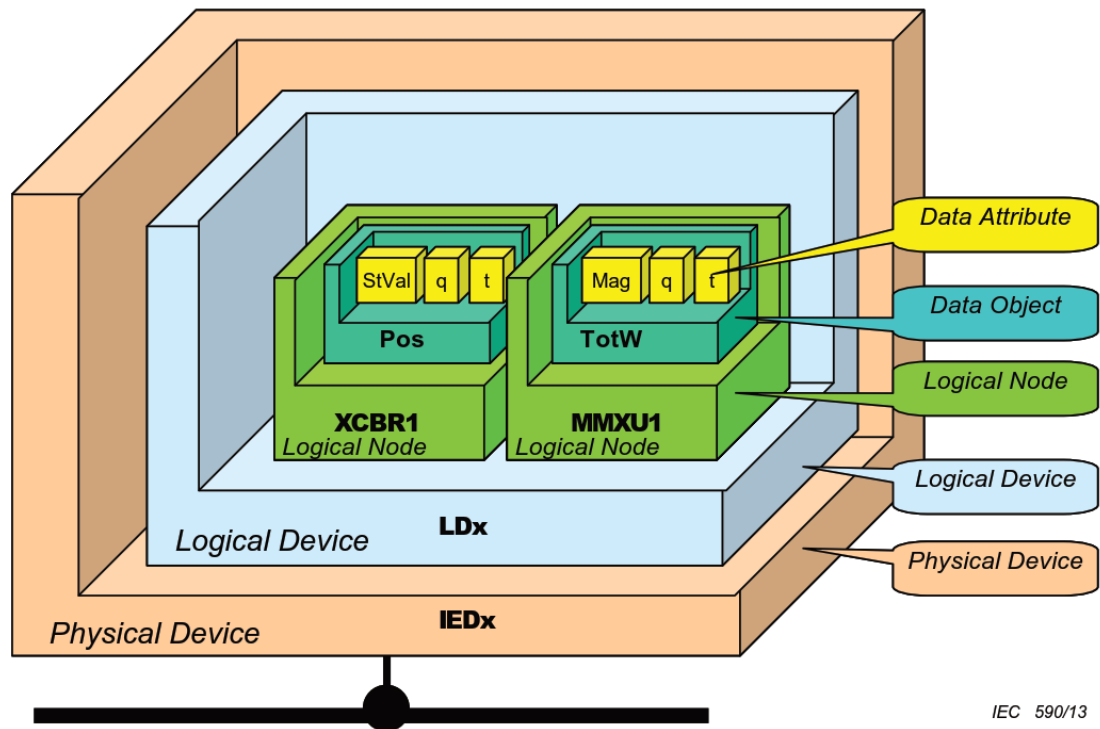 Data Attribute
StVal q t
Mag q t
Data Object
Pos
TotW
Logical Node
XCBR1
Logical Node
MMXU1
Logical Node
Logical Device
LDx
Logical Device
Physical Device
IEDx
Physical Device
IEC 590/13